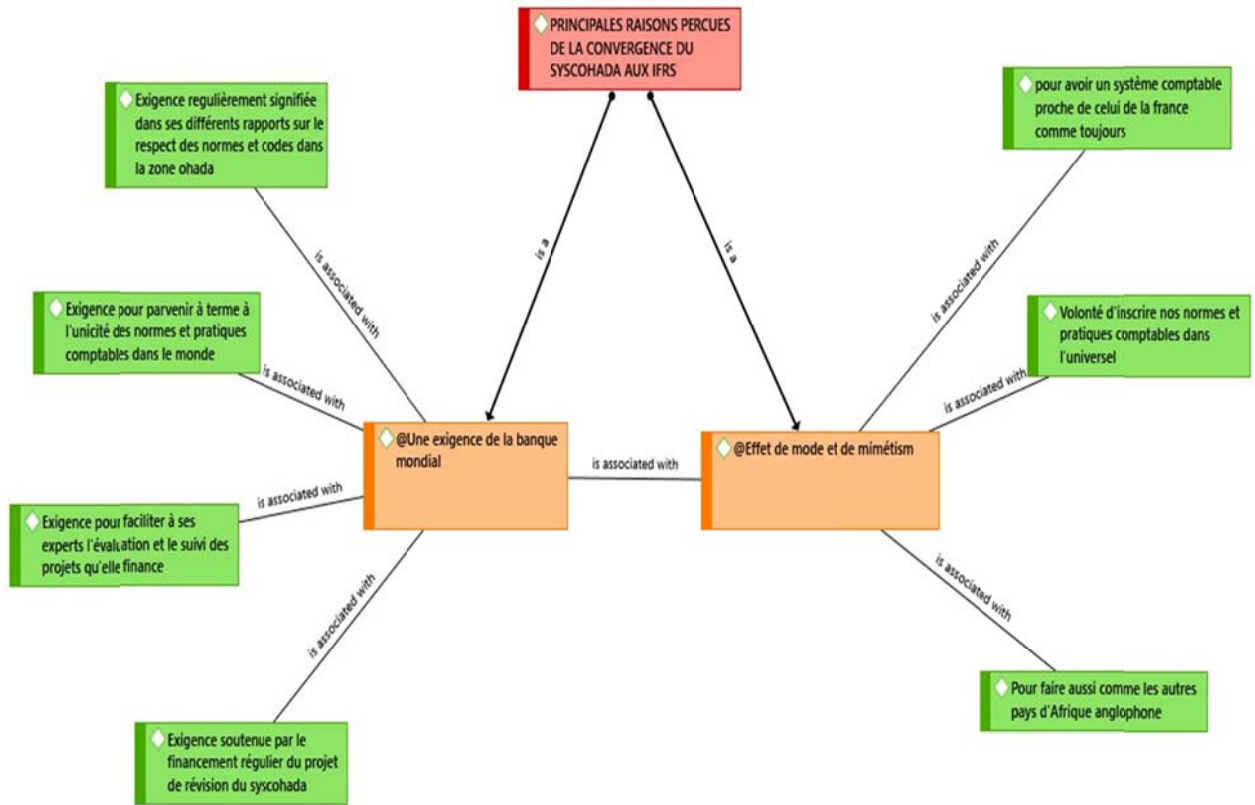 PRINCIPALES RAISONS PERCUES
DE LA CONVERGENCE DU
SYSCOHADA AUX IFRS
Exigence regulièrement signifiée
dans ses différents rapports sur le
respect des normes et codes dans
la zone ohada
pour avoir un système comptable
proche de celui de la france
comme toujours
is a
is a
is associated with
is associated with
Exigence pour parvenir à terme à
l'unicité des normes et pratiques
comptables dans le monde
Volonté d'inscrire nos normes et
pratiques comptables dans
l'universel
is associated with
is associated with
@Une exigence de la banque
mondial
is associated with
@Effet de mode et de mimétism
is associated with
Exigence pour faciliter à ses
experts l'évaluation et le suivi des
projets qu'elle finance
is associated with
is associated with
Pour faire aussi comme les autres
pays d'Afrique anglophone
Exigence soutenue par le
financement régulier du projet
de révision du syscohada